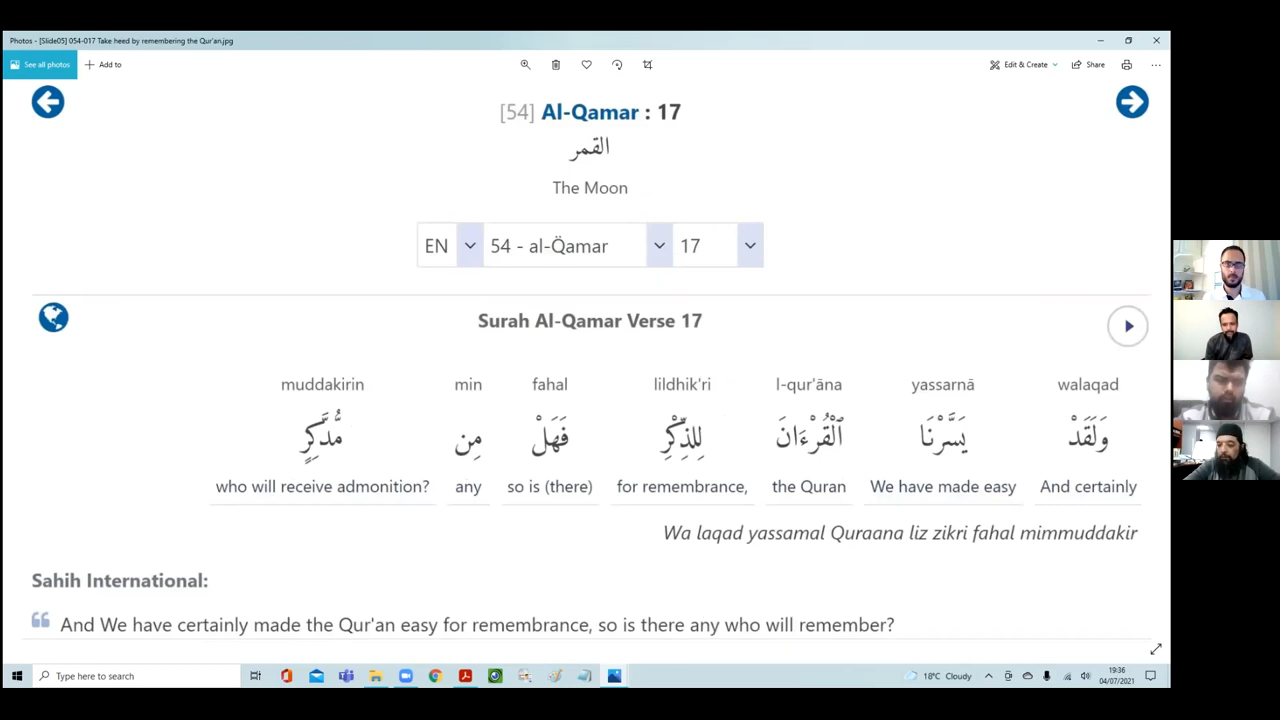 Photos - [Slide05] 054-017 Take heed by remembering the Qur'an.jpg
See all photos
Add to
Edit & Create
Share
[54] Al-Qamar : 17
القمر
The Moon
EN
54 - al-Q̈amar
17
Surah Al-Qamar Verse 17
muddakirin min fahal lildhik'ri l-qur'āna yassarnā walaqad
وَلَقَدْ يَسَّرْنَا ٱلْقُرْءَانَ لِلذِّكْرِ فَهَلْ مِن مُّدَّكِرٍ
who will receive admonition? any so is (there) for remembrance, the Quran We have made easy And certainly
Wa laqad yassamal Quraana liz zikri fahal mimmuddakir
Sahih International:
And We have certainly made the Qur'an easy for remembrance, so is there any who will remember?
Type here to search
18°C Cloudy
19:36
04/07/2021